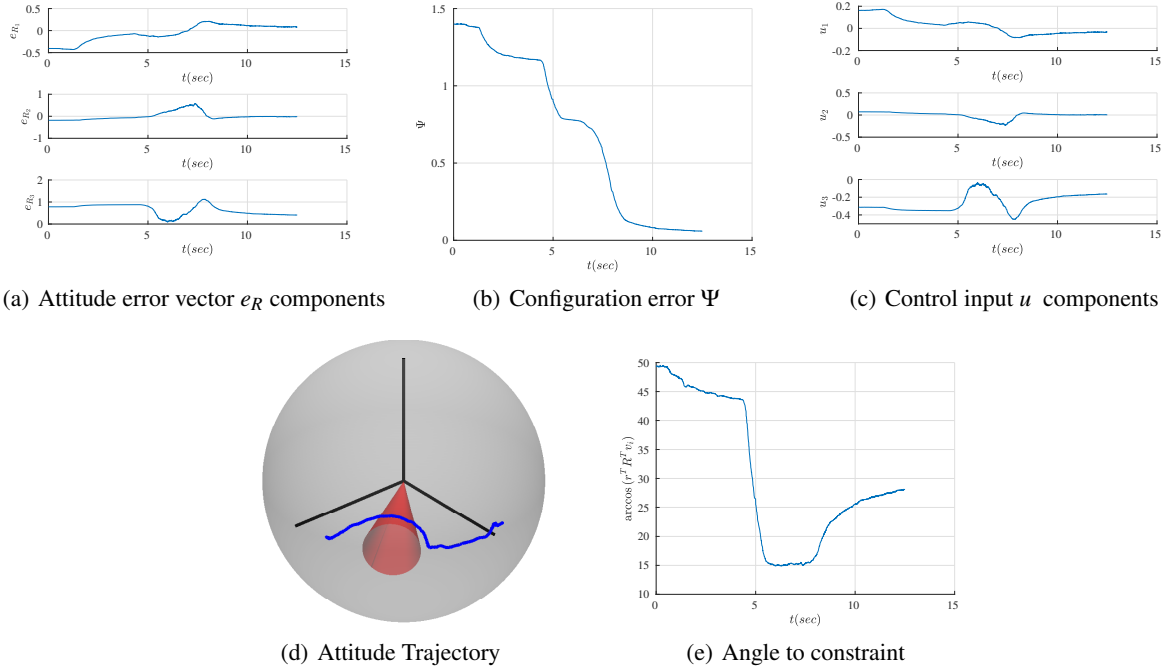 0.5
e_{R_1}
0
-0.5
0 5 10 15
t(sec)
1
e_{R_2}
0
-1
0 5 10 15
t(sec)
2
e_{R_3}
1
0
0 5 10 15
t(sec)
(a) Attitude error vector e_R components
1.5
1
Ψ
0.5
0
0 5 10 15
t(sec)
(b) Configuration error Ψ
0.2
u_1
0
0.2
0 5 10 15
t(sec)
0.5
u_2
0
-0.5
0 5 10 15
t(sec)
0
u_3
-0.2
-0.4
0 5 10 15
t(sec)
(c) Control input u components
(d) Attitude Trajectory
50
45
40
35
arccos (r^T R^T v_i)
30
25
20
15
10
0 5 10 15
t(sec)
(e) Angle to constraint